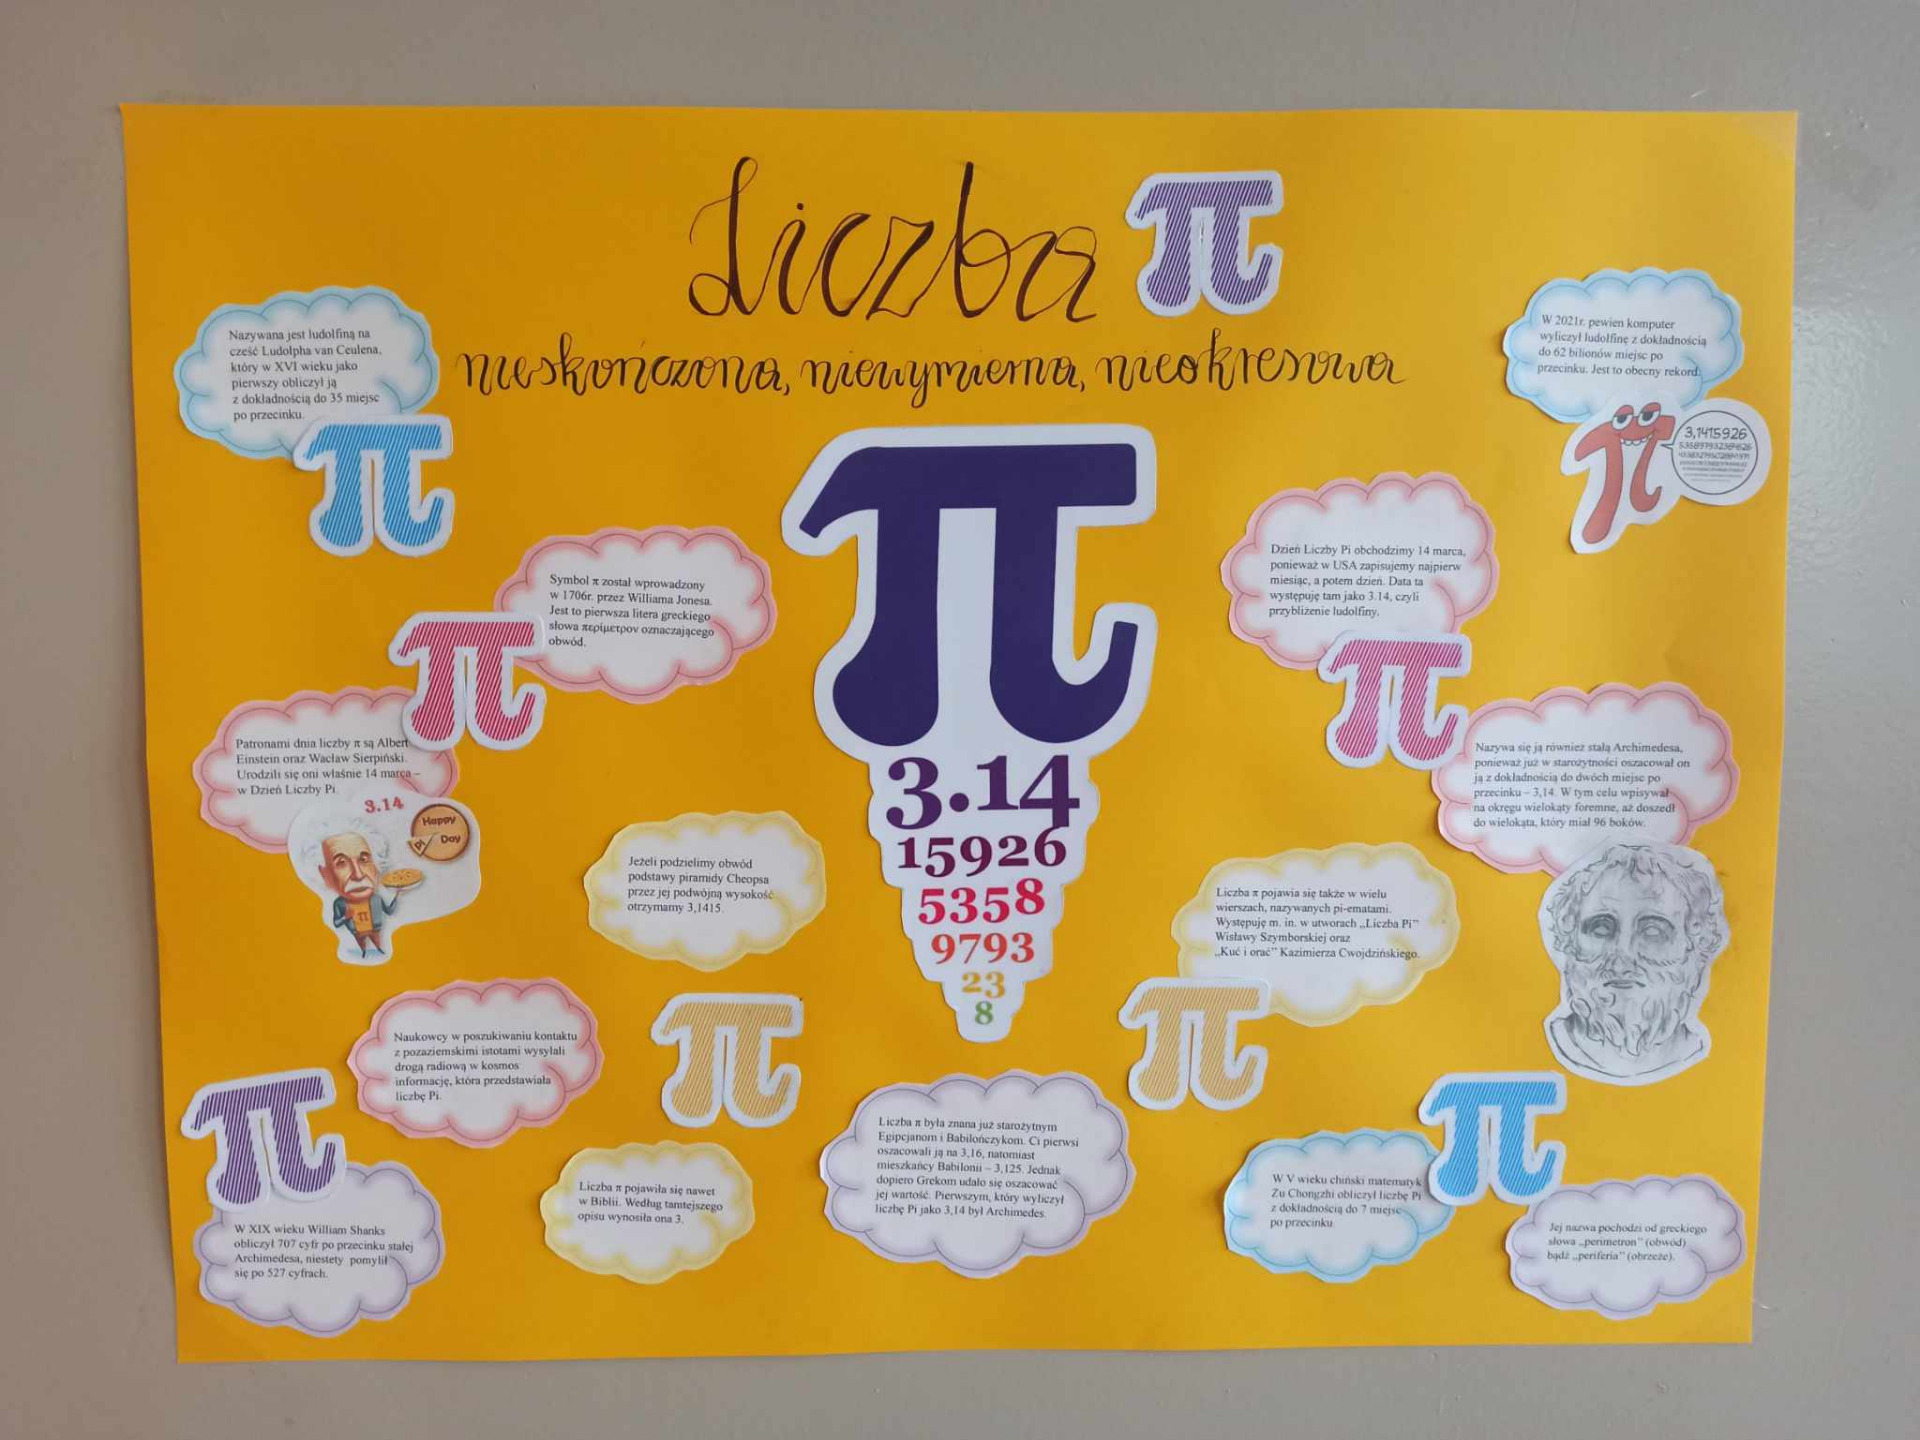 Liczba π
nieskończona, niewymierna, nieokresowa
Nazywana jest ludolfiną na
cześć Ludolpha van Ceulena,
który w XVI wieku jako
pierwszy obliczył ją
z dokładnością do 35 miejsc
po przecinku.
W 2021r. pewien komputer
wyliczył ludolfinę z dokładnością
do 62 bilionów miejsc po
przecinku. Jest to obecny rekord.
π
π
3,1415926
Symbol π został wprowadzony
w 1706r. przez Williama Jonesa.
Jest to pierwsza litera greckiego
słowa περίμετρον oznaczającego
obwód.
π
π
3.14
15926
5358
9793
23
8
Dzień Liczby Pi obchodzimy 14 marca,
ponieważ w USA zapisujemy najpierw
miesiąc, a potem dzień. Data ta
występuję tam jako 3.14, czyli
przybliżenie ludolfiny.
π
Patronami dnia liczby π są Albert
Einstein oraz Wacław Sierpiński.
Urodzili się oni właśnie 14 marca –
w Dzień Liczby Pi.
3.14
Happy
Pi Day
π
Nazywa się ją również stałą Archimedesa,
ponieważ już w starożytności oszacował on
ją z dokładnością do dwóch miejsc po
przecinku – 3,14. W tym celu wpisywał
na okręgu wielokąty foremne, aż doszedł
do wielokąta, który miał 96 boków.
Jeżeli podzielimy obwód
podstawy piramidy Cheopsa
przez jej podwójną wysokość
otrzymamy 3,1415.
Liczba π pojawia się także w wielu
wierszach, nazywanych pi-ematami.
Występuję m. in. w utworach „Liczba Pi”
Wisławy Szymborskiej oraz
„Kuć i orać” Kazimierza Cwojdzińskiego.
π
π
Naukowcy w poszukiwaniu kontaktu
z pozaziemskimi istotami wysyłali
drogą radiową w kosmos
informację, która przedstawiała
liczbę Pi.
π
W XIX wieku William Shanks
obliczył 707 cyfr po przecinku stałej
Archimedesa, niestety pomylił
się po 527 cyfrach.
Liczba π pojawiła się nawet
w Biblii. Według tamtejszego
opisu wynosiła ona 3.
Liczba π była znana już starożytnym
Egipcjanom i Babilończykom. Ci pierwsi
oszacowali ją na 3,16, natomiast
mieszkańcy Babilonii – 3,125. Jednak
dopiero Grekom udało się oszacować
jej wartość. Pierwszym, który wyliczył
liczbę Pi jako 3,14 był Archimedes.
π
W V wieku chiński matematyk
Zu Chongzhi obliczył liczbę Pi
z dokładnością do 7 miejsc
po przecinku
Jej nazwa pochodzi od greckiego
słowa „perimetron” (obwód)
bądź „periferia” (obrzeże).